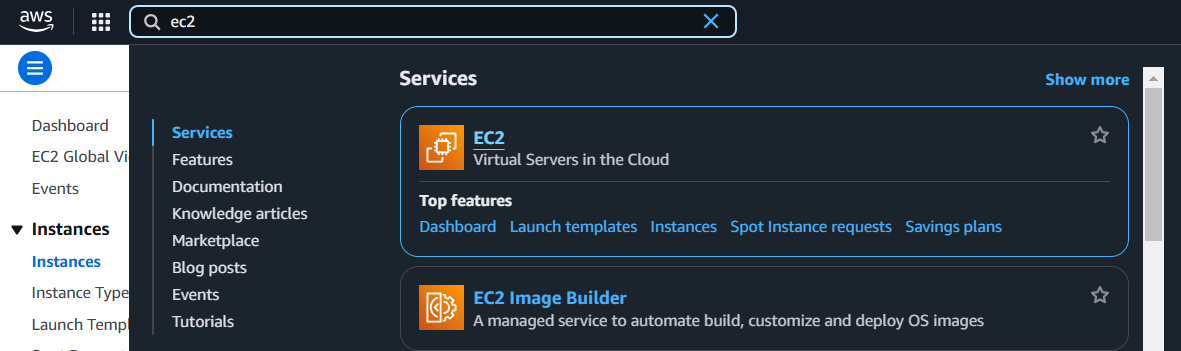 aws
ec2
Dashboard
EC2 Global Vi
Events
Instances
Instances
Instance Type
Launch Templ
Services
Features
Documentation
Knowledge articles
Marketplace
Blog posts
Events
Tutorials
Services
Show more
EC2
Virtual Servers in the Cloud
Top features
Dashboard Launch templates Instances Spot Instance requests Savings plans
EC2 Image Builder
A managed service to automate build, customize and deploy OS images